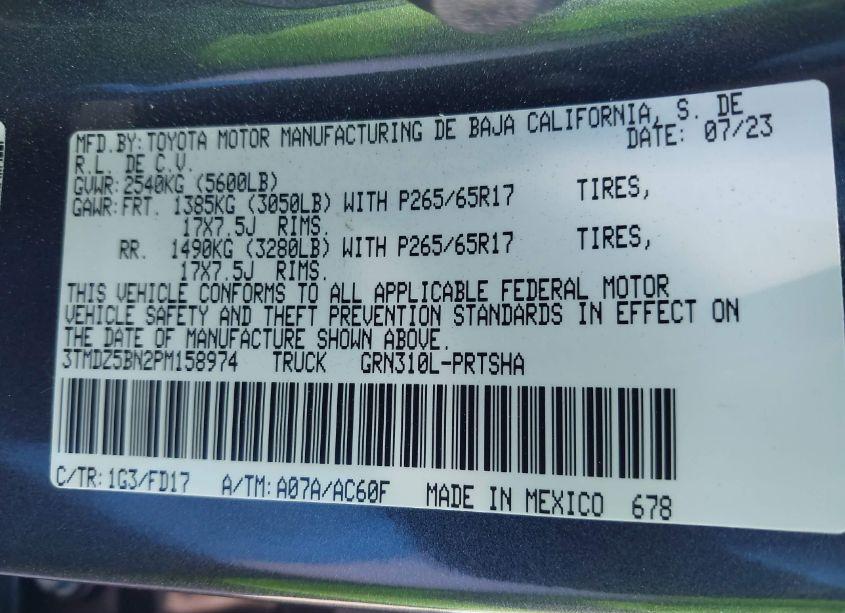 MFD.BY: TOYOTA MOTOR MANUFACTURING DE BAJA CALIFORNIA, S. DE
R.L. DE C.V. DATE: 07/23
GVWR: 2540KG (5600LB)
GAWR: FRT. 1385KG (3050LB) WITH P265/65R17 TIRES,
17X7.5J RIMS.
RR. 1490KG (3280LB) WITH P265/65R17 TIRES,
17X7.5J RIMS.
THIS VEHICLE CONFORMS TO ALL APPLICABLE FEDERAL MOTOR
VEHICLE SAFETY AND THEFT PREVENTION STANDARDS IN EFFECT ON
THE DATE OF MANUFACTURE SHOWN ABOVE.
3TMDZ5BN2PM158974 TRUCK GRN310L-PRTSHA
C/TR: 1G3/FD17 A/TM: A07A/AC60F MADE IN MEXICO 678